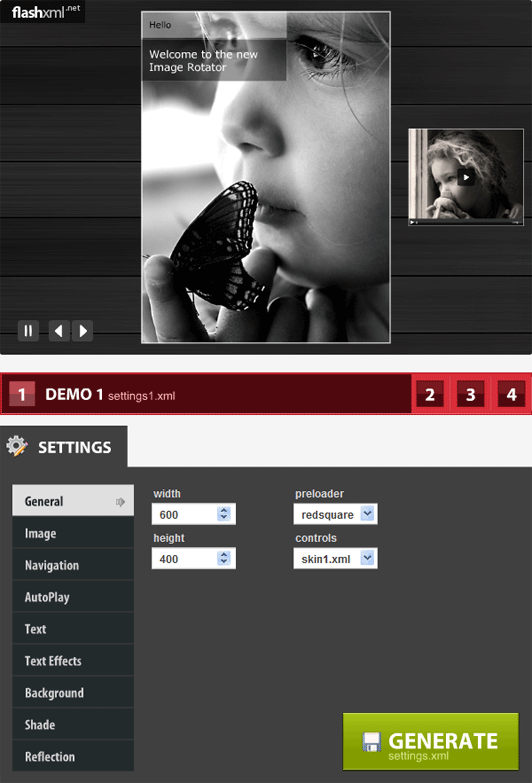 flashxml.net
Hello
Welcome to the new
Image Rotator
1 DEMO 1 settings1.xml 2 3 4
SETTINGS
General
Image
Navigation
AutoPlay
Text
Text Effects
Background
Shade
Reflection
width
600
height
400
preloader
redsquare
controls
skin1.xml
GENERATE
settings.xml